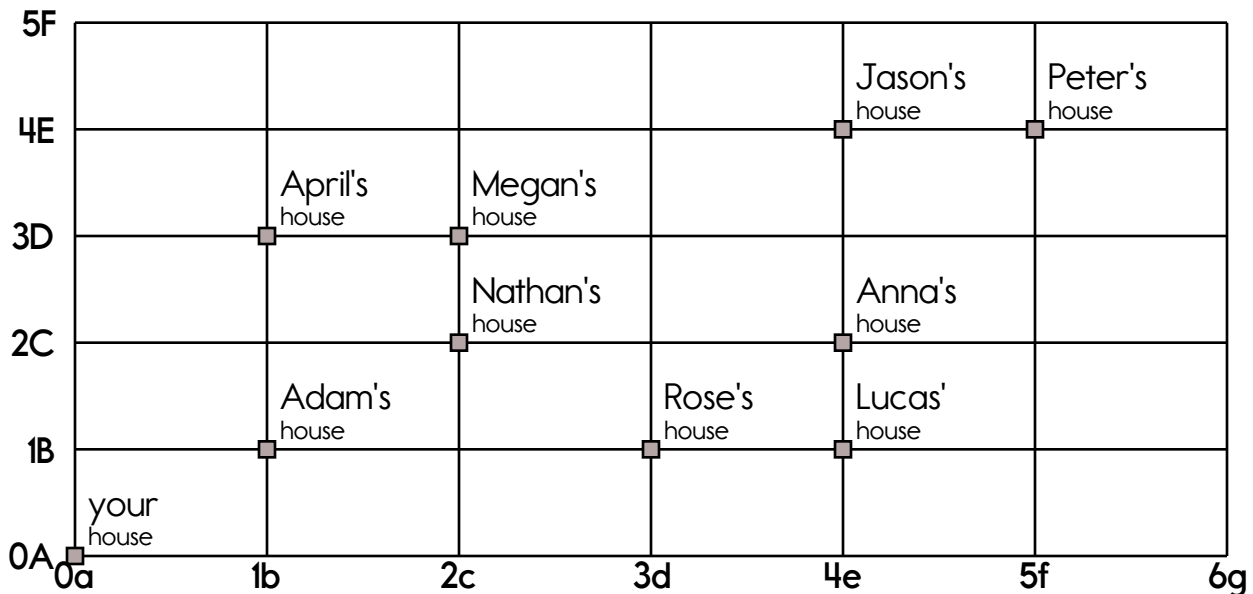 5F
Jason's
house
Peter's
house
4E
April's
house
Megan's
house
3D
Nathan's
house
Anna's
house
2C
Adam's
house
Rose's
house
Lucas'
house
1B
your
house
0A
0a 1b 2c 3d 4e 5f 6g